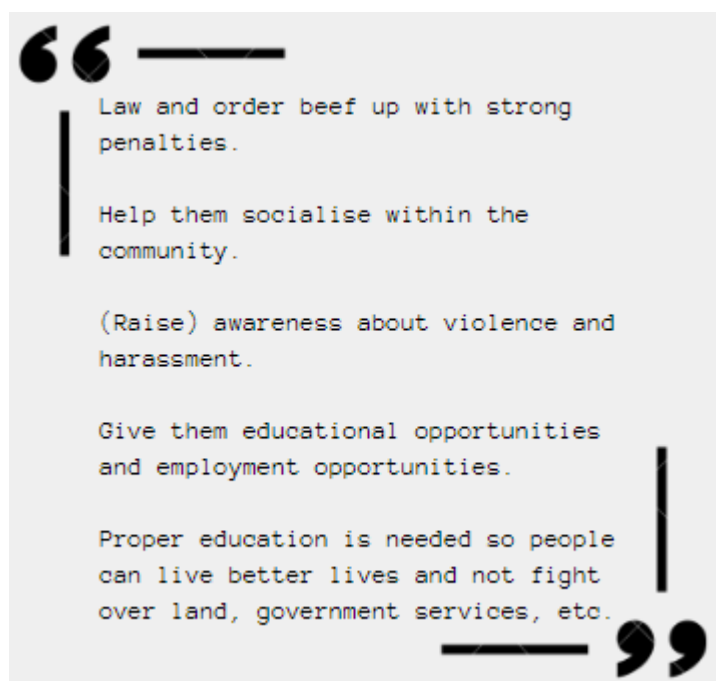 Law and order beef up with strong
penalties.
Help them socialise within the
community.
(Raise) awareness about violence and
harassment.
Give them educational opportunities
and employment opportunities.
Proper education is needed so people
can live better lives and not fight
over land, government services, etc.